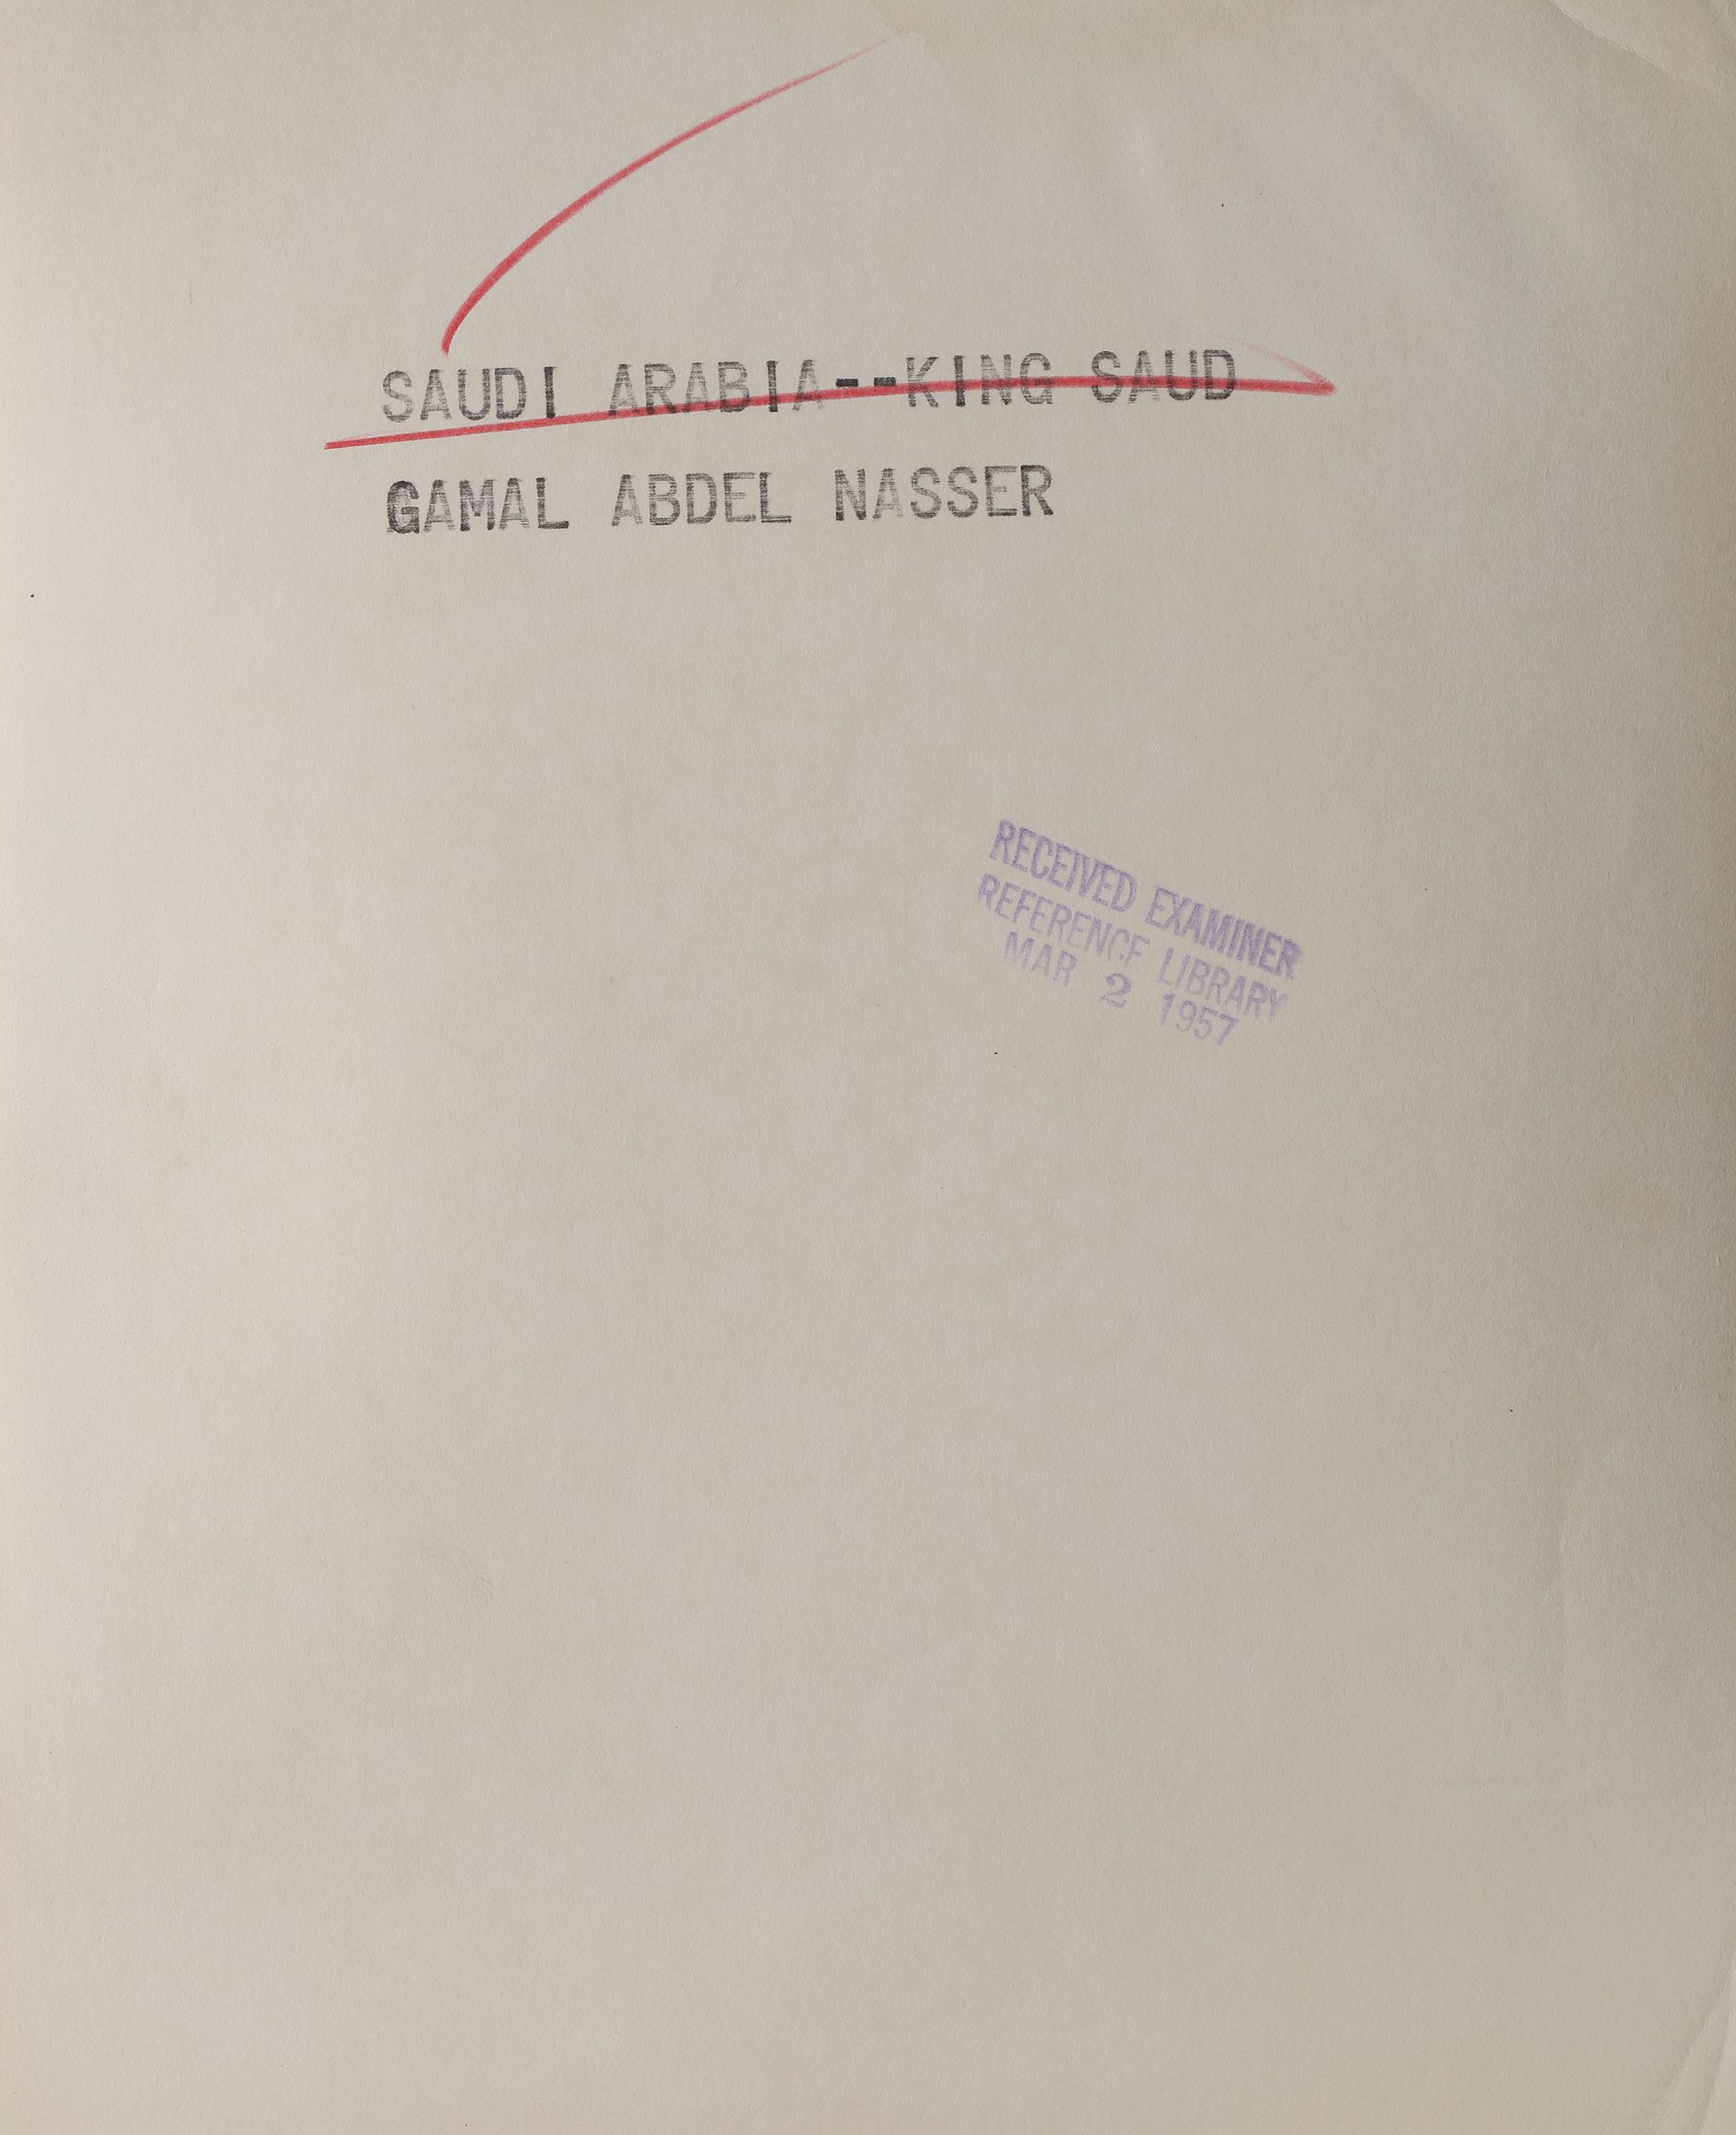 SAUDI ARABIA--KING SAUD
GAMAL ABDEL NASSER
RECEIVED EXAMINER
REFERENCE LIBRARY
MAR 2 1957